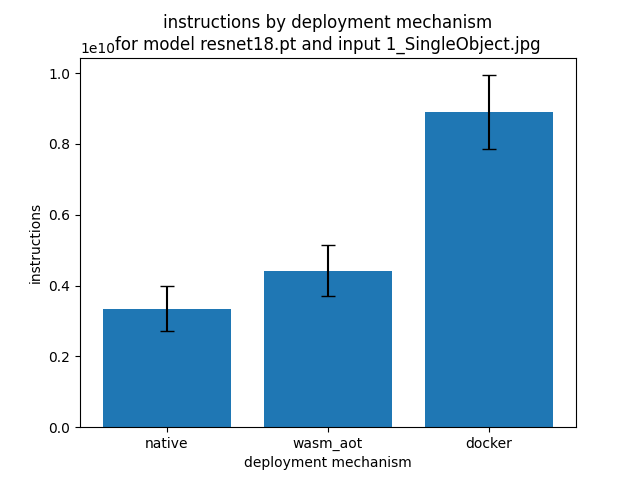 instructions by deployment mechanism
for model resnet18.pt and input 1_SingleObject.jpg
1e10
1.0
0.8
0.6
0.4
0.2
0.0
instructions
native wasm_aot docker
deployment mechanism